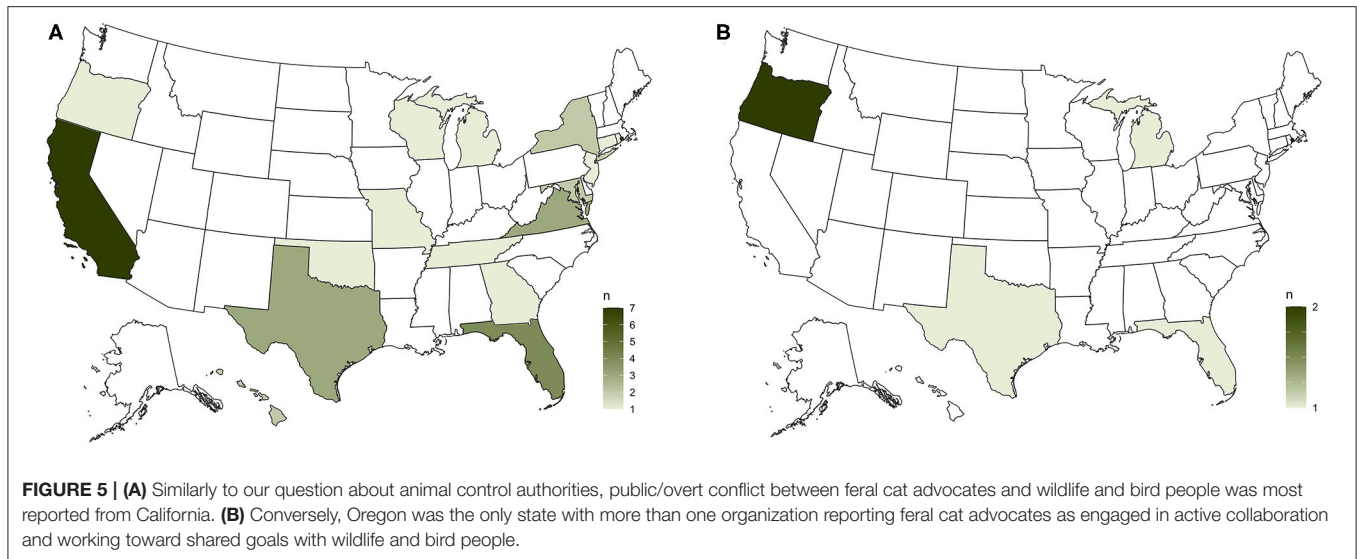 A
B
n
7
6
5
4
3
2
1
n
2
1
FIGURE 5 | (A) Similarly to our question about animal control authorities, public/overt conflict between feral cat advocates and wildlife and bird people was most
reported from California. (B) Conversely, Oregon was the only state with more than one organization reporting feral cat advocates as engaged in active collaboration
and working toward shared goals with wildlife and bird people.